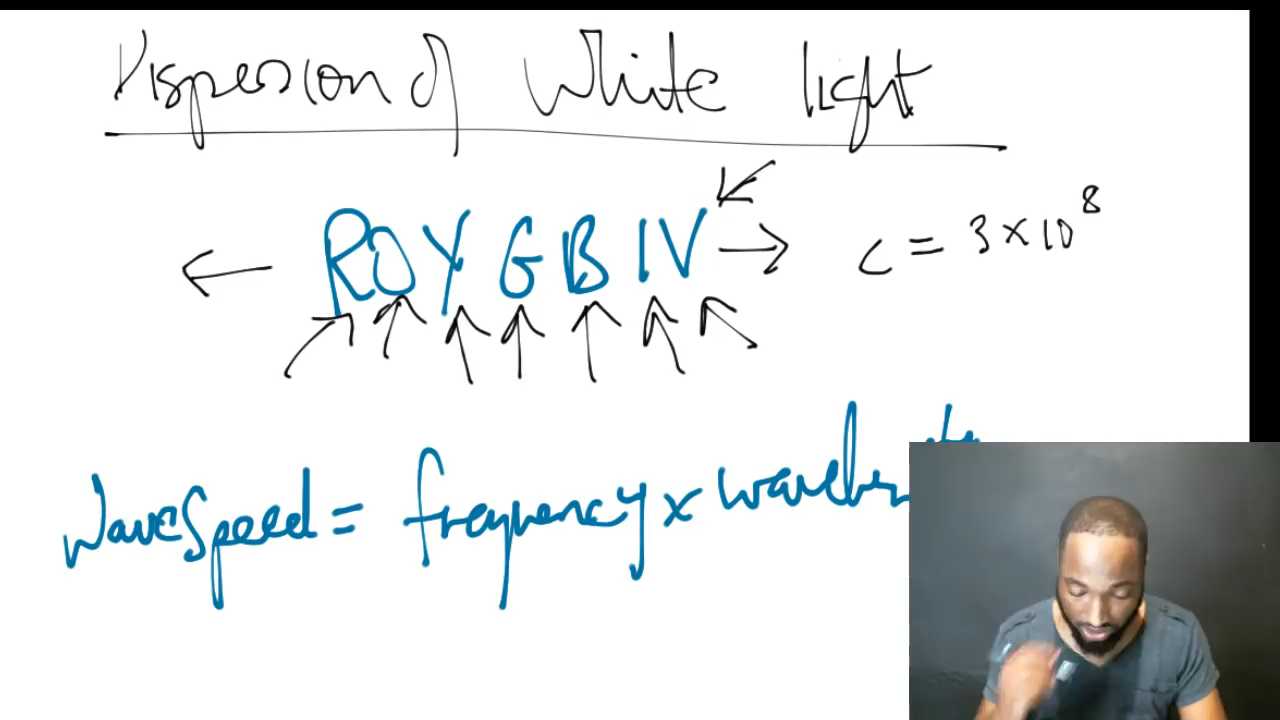 Dispersion of White light
ROYGBIV
c = 3 x 10⁸
Wave Speed = frequency x